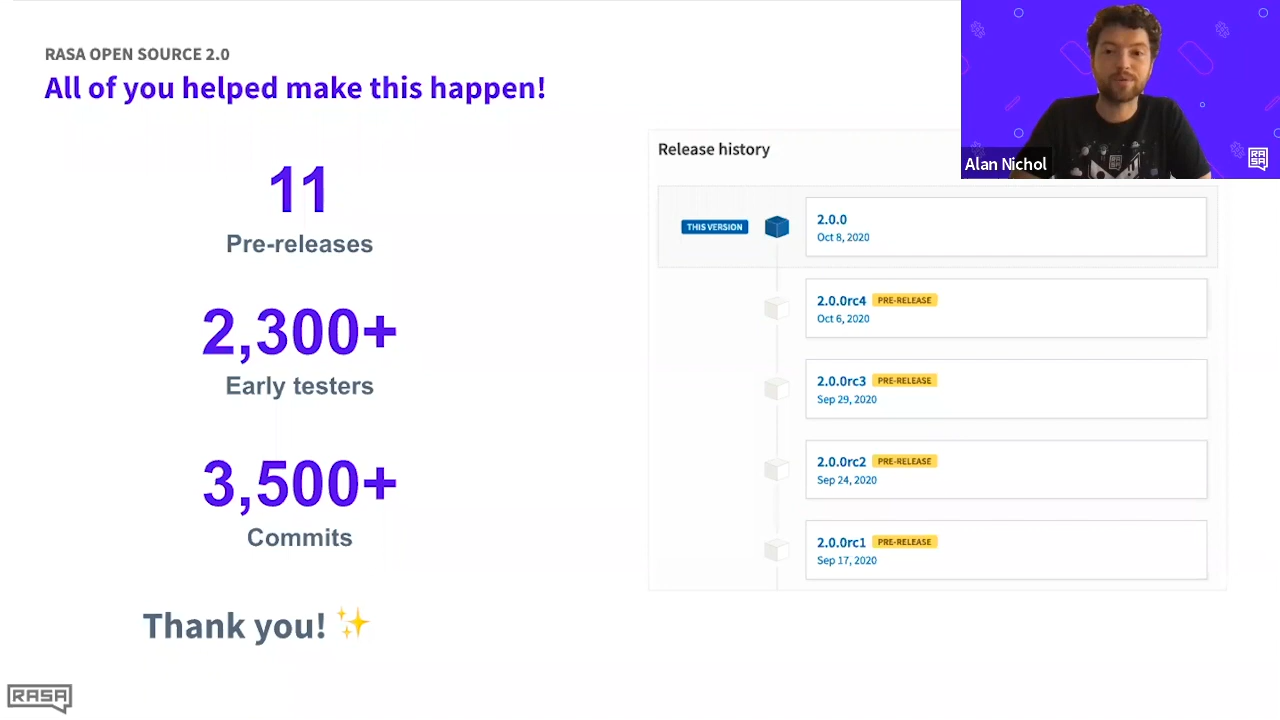 RASA OPEN SOURCE 2.0
All of you helped make this happen!
11
Pre-releases
2,300+
Early testers
3,500+
Commits
Thank you! ✨
RASA
Release history
THIS VERSION
2.0.0
Oct 8, 2020
2.0.0rc4 PRE-RELEASE
Oct 6, 2020
2.0.0rc3 PRE-RELEASE
Sep 29, 2020
2.0.0rc2 PRE-RELEASE
Sep 24, 2020
2.0.0rc1 PRE-RELEASE
Sep 17, 2020
Alan Nichol
RASA